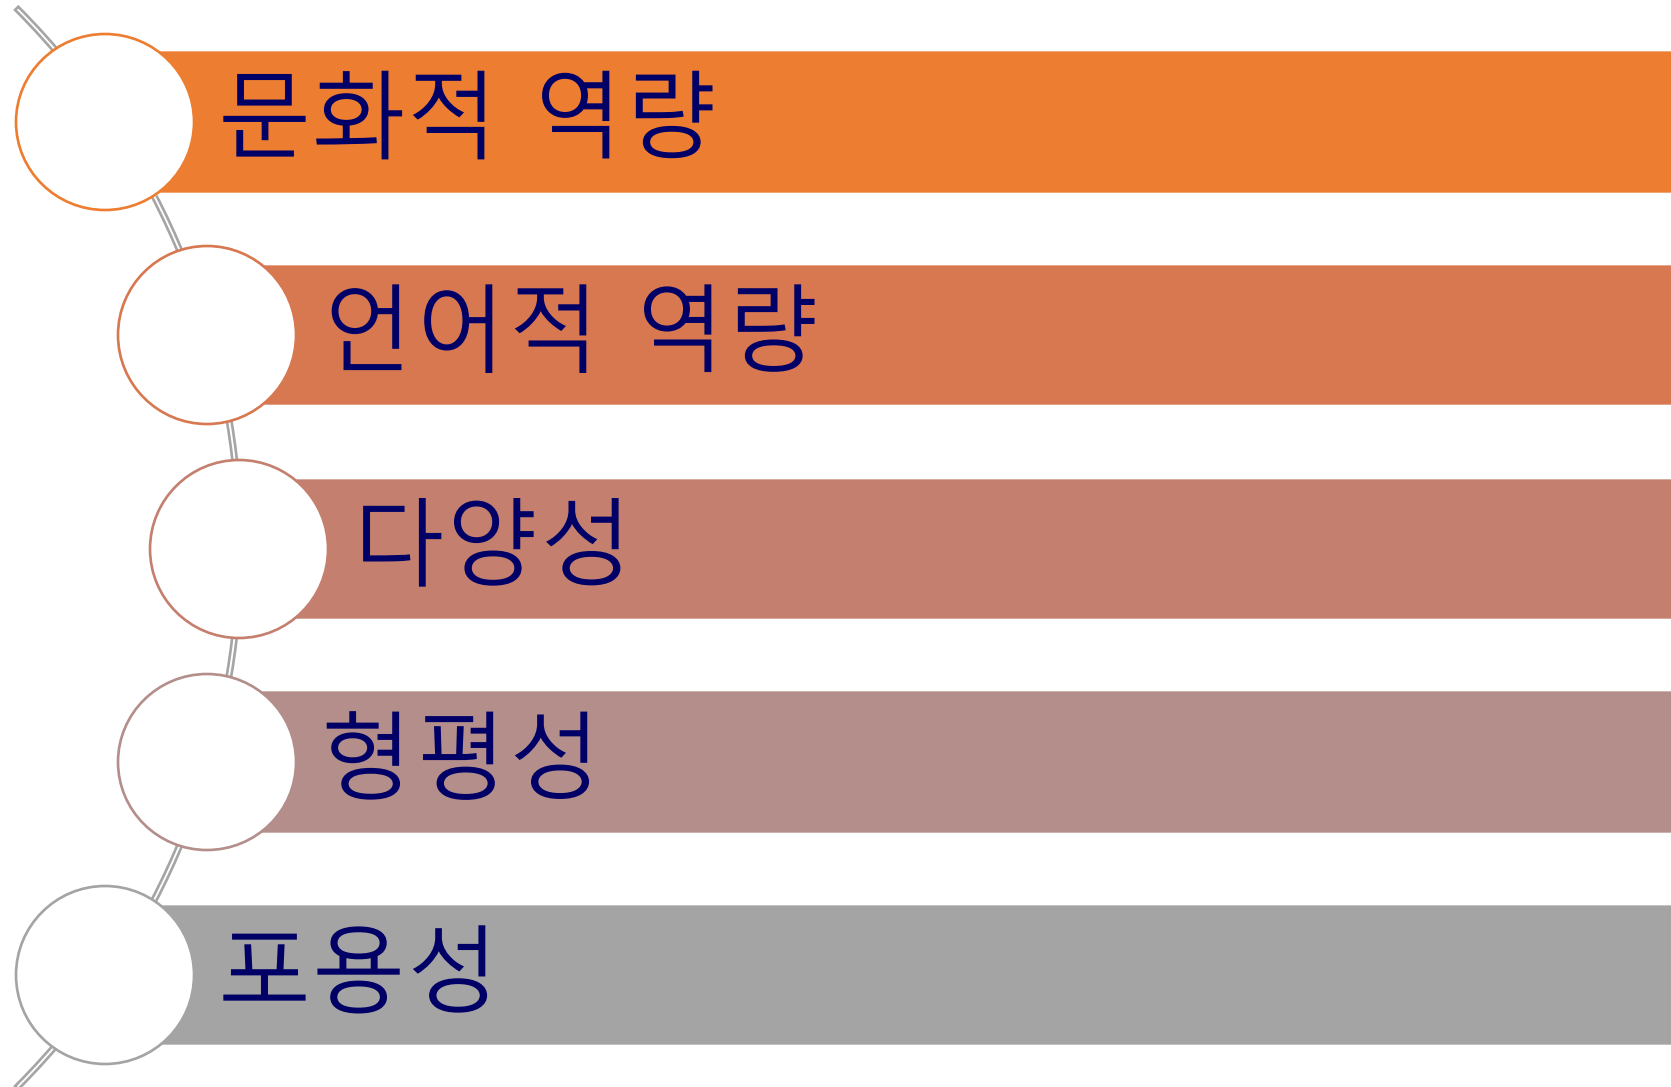 문화적 역량
언어적 역량
다양성
형평성
포용성